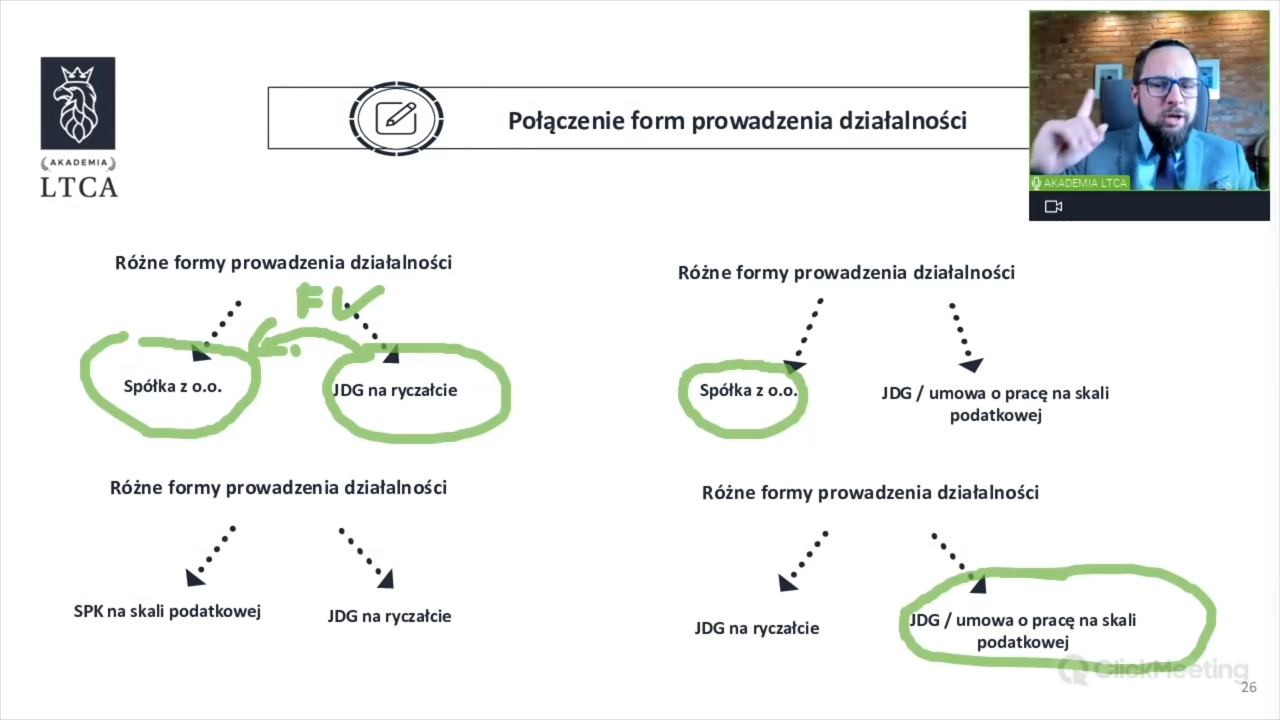 AKADEMIA
LTCA
Połączenie form prowadzenia działalności
AKADEMIA LTCA
Różne formy prowadzenia działalności
FV
Spółka z o.o.
JDG na ryczałcie
Różne formy prowadzenia działalności
Spółka z o.o.
JDG / umowa o pracę na skali
podatkowej
Różne formy prowadzenia działalności
SPK na skali podatkowej
JDG na ryczałcie
Różne formy prowadzenia działalności
JDG na ryczałcie
JDG / umowa o pracę na skali
podatkowej
ClickMeeting
26